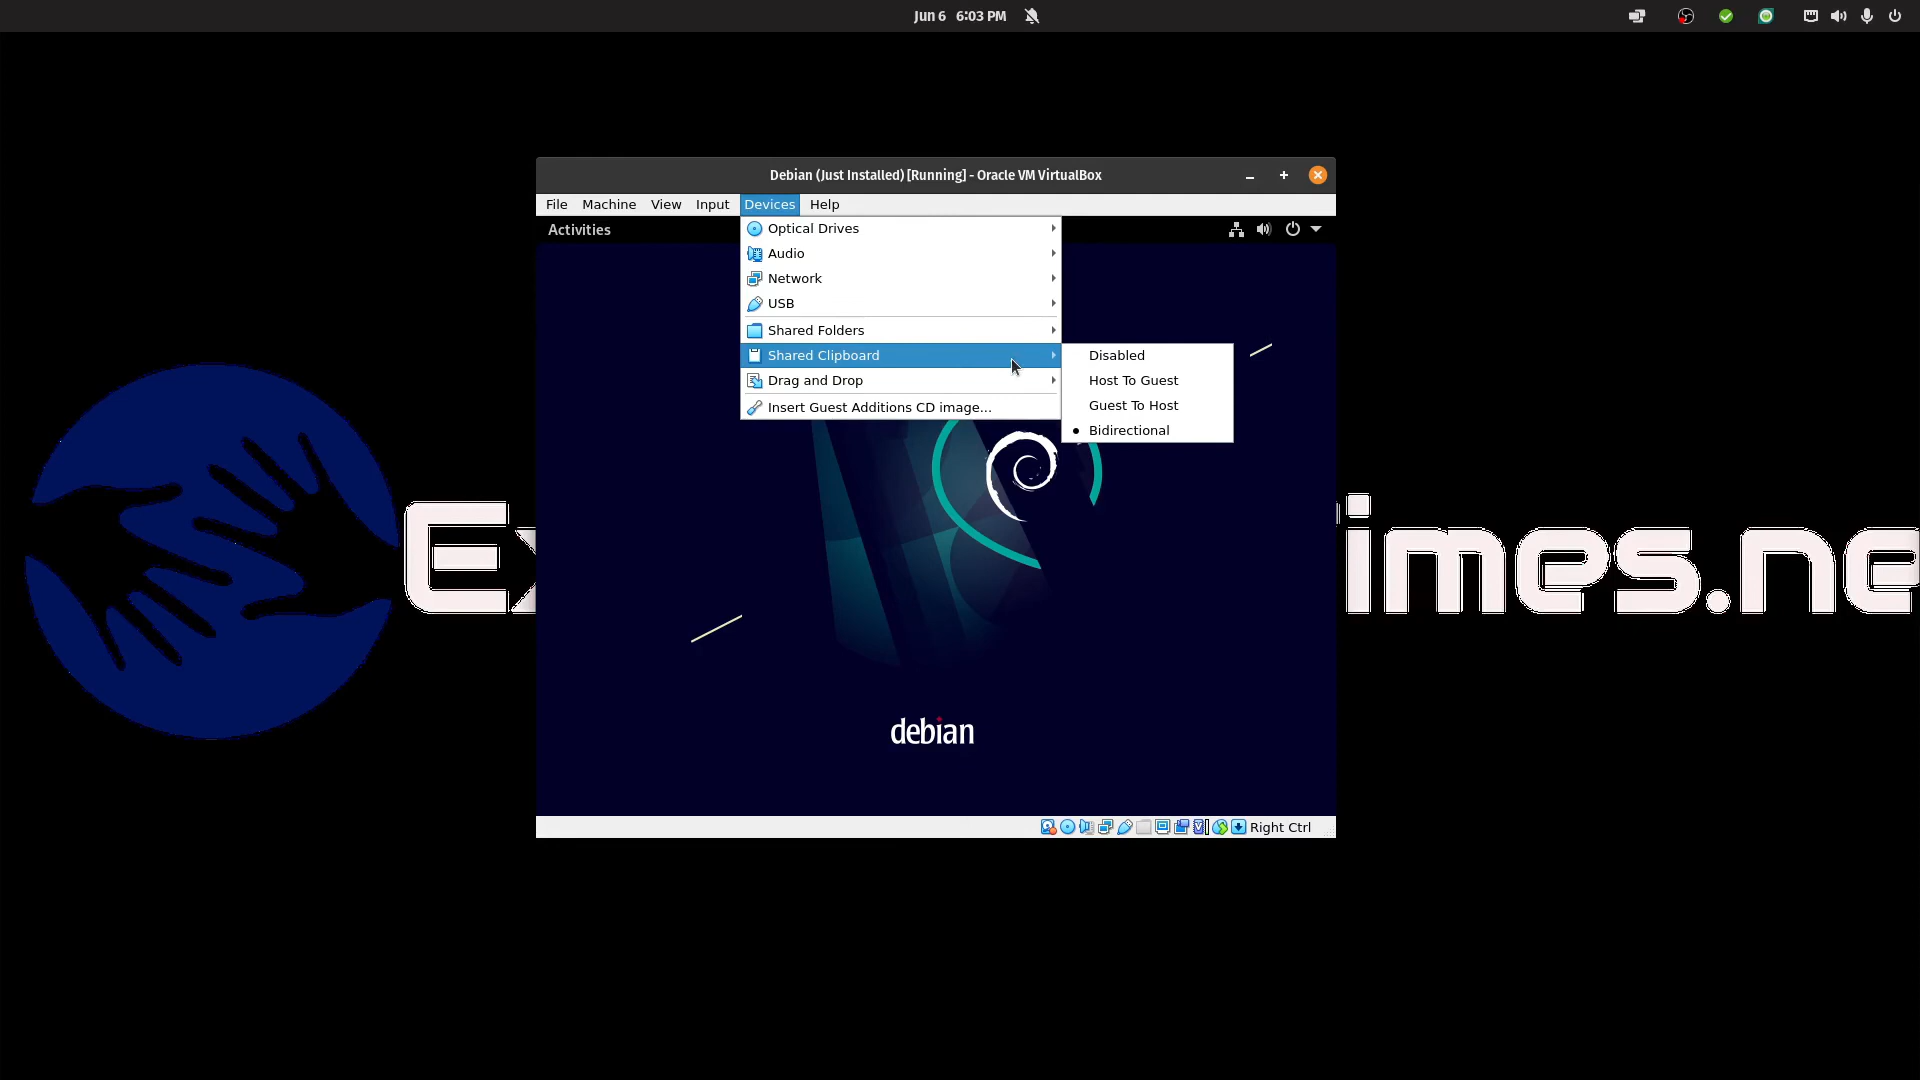 Jun 6 6:03 PM
Debian (Just Installed) [Running] - Oracle VM VirtualBox
File Machine View Input Devices Help
Activities
Optical Drives
Audio
Network
USB
Shared Folders
Shared Clipboard
Drag and Drop
Insert Guest Additions CD image...
Disabled
Host To Guest
Guest To Host
Bidirectional
debian
Right Ctrl